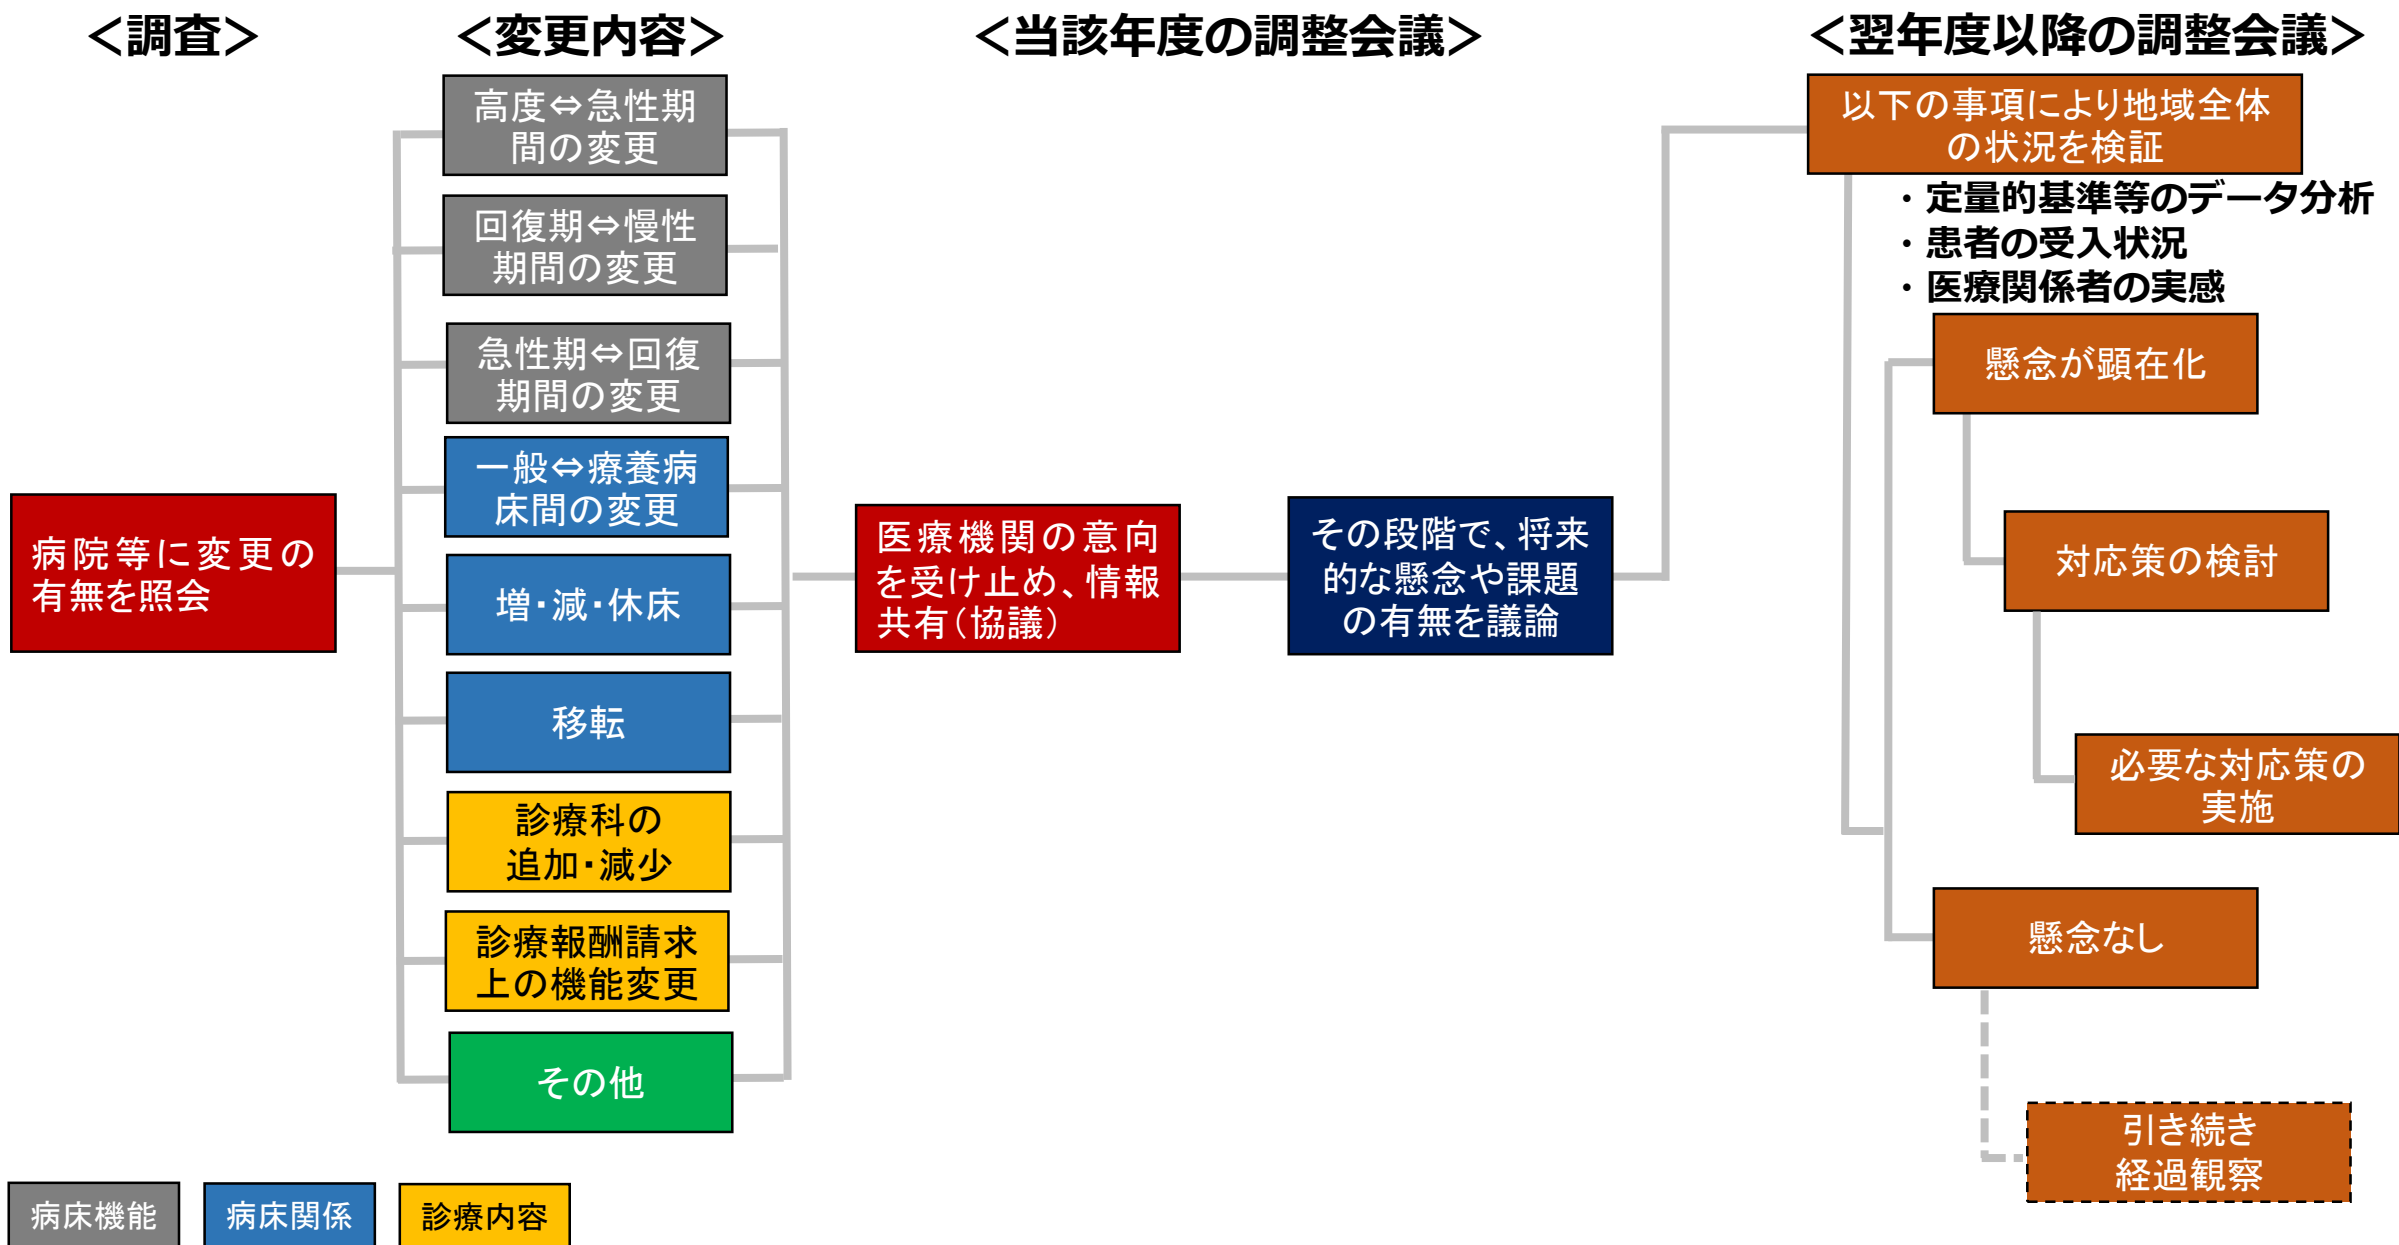 ＜調査＞
＜変更内容＞
＜当該年度の調整会議＞
＜翌年度以降の調整会議＞
病院等に変更の
有無を照会
高度⇔急性期
間の変更
回復期⇔慢性
期間の変更
急性期⇔回復
期間の変更
一般⇔療養病
床間の変更
増・減・休床
移転
診療科の
追加・減少
診療報酬請求
上の機能変更
その他
医療機関の意向
を受け止め、情報
共有（協議）
その段階で、将来
的な懸念や課題
の有無を議論
以下の事項により地域全体
の状況を検証
・定量的基準等のデータ分析
・患者の受入状況
・医療関係者の実感
懸念が顕在化
対応策の検討
必要な対応策の
実施
懸念なし
引き続き
経過観察
病床機能
病床関係
診療内容